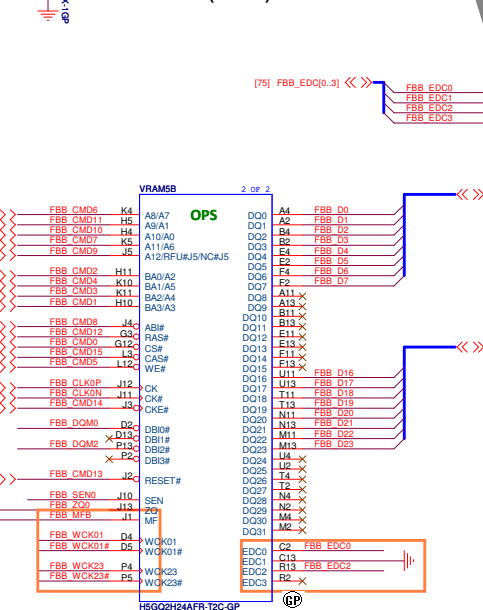 K-1GP
[75] FBB_EDC[0..3]
FBB_EDC0
FBB_EDC1
FBB_EDC2
FBB_EDC3
VRAM5B
2 OF 2
OPS
FBB_CMD6 K4 A8/A7
FBB_CMD11 H5 A9/A1
FBB_CMD10 H4 A10/A0
FBB_CMD7 K5 A11/A6
FBB_CMD9 J5 A12/RFU#J5/NC#J5
FBB_CMD2 H11 BA0/A2
FBB_CMD4 K10 BA1/A5
FBB_CMD3 K11 BA2/A4
FBB_CMD1 H10 BA3/A3
FBB_CMD8 J4 ABI#
FBB_CMD12 G3 RAS#
FBB_CMD0 G12 CS#
FBB_CMD15 L3 CAS#
FBB_CMD5 L12 WE#
FBB_CLK0P J12 CK
FBB_CLK0N J11 CK#
FBB_CMD14 J3 CKE#
FBB_DQM0 D2 DBI0#
D13 DBI1#
FBB_DQM2 P13 DBI2#
P2 DBI3#
FBB_CMD13 J2 RESET#
FBB_SEN0 J10 SEN
FBB_ZQ0 J13 ZQ
FBB_MFB J1 MF
FBB_WCK01 D4 WCK01
FBB_WCK01# D5 WCK01#
FBB_WCK23 P4 WCK23
FBB_WCK23# P5 WCK23#
DQ0 A4 FBB_D0
DQ1 A2 FBB_D1
DQ2 B4 FBB_D2
DQ3 B2 FBB_D3
DQ4 E4 FBB_D4
DQ5 E2 FBB_D5
DQ6 F4 FBB_D6
DQ7 F2 FBB_D7
DQ8 A11
DQ9 A13
DQ10 B11
DQ11 B13
DQ12 E11
DQ13 E13
DQ14 F11
DQ15 F13
DQ16 U11 FBB_D16
DQ17 U13 FBB_D17
DQ18 T11 FBB_D18
DQ19 T13 FBB_D19
DQ20 N11 FBB_D20
DQ21 N13 FBB_D21
DQ22 M11 FBB_D22
DQ23 M13 FBB_D23
DQ24 U4
DQ25 U2
DQ26 T4
DQ27 T2
DQ28 N4
DQ29 N2
DQ30 M4
DQ31 M2
EDC0 C2 FBB_EDC0
EDC1 C13
EDC2 R13 FBB_EDC2
EDC3 R2
H5GQ2H24AFR-T2C-GP
GP